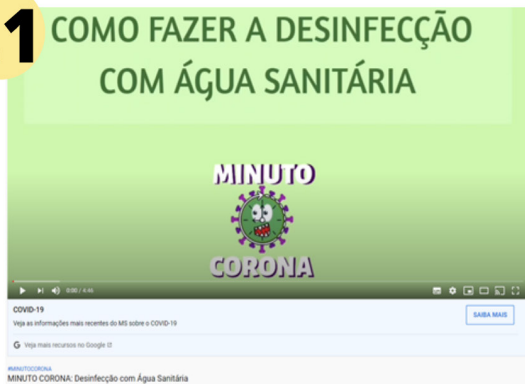 1
COMO FAZER A DESINFECÇÃO
COM ÁGUA SANITÁRIA
MINUTO
CORONA
0:00 / 4:46
COVID-19
Veja as informações mais recentes do MS sobre o COVID-19
SAIBA MAIS
G Veja mais recursos no Google
#MINUTOCORONA
MINUTO CORONA: Desinfecção com Água Sanitária